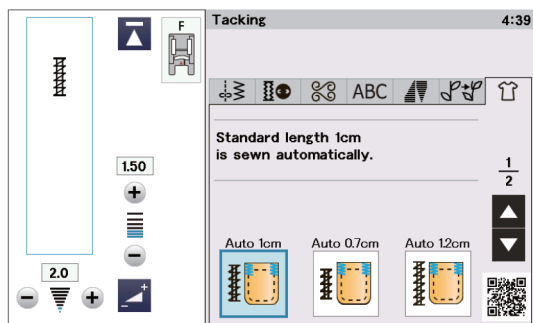 F
Tacking
4:39
ABC
Standard length 1cm
is sewn automatically.
1
2
1.50
2.0
Auto 1cm
Auto 0.7cm
Auto 1.2cm